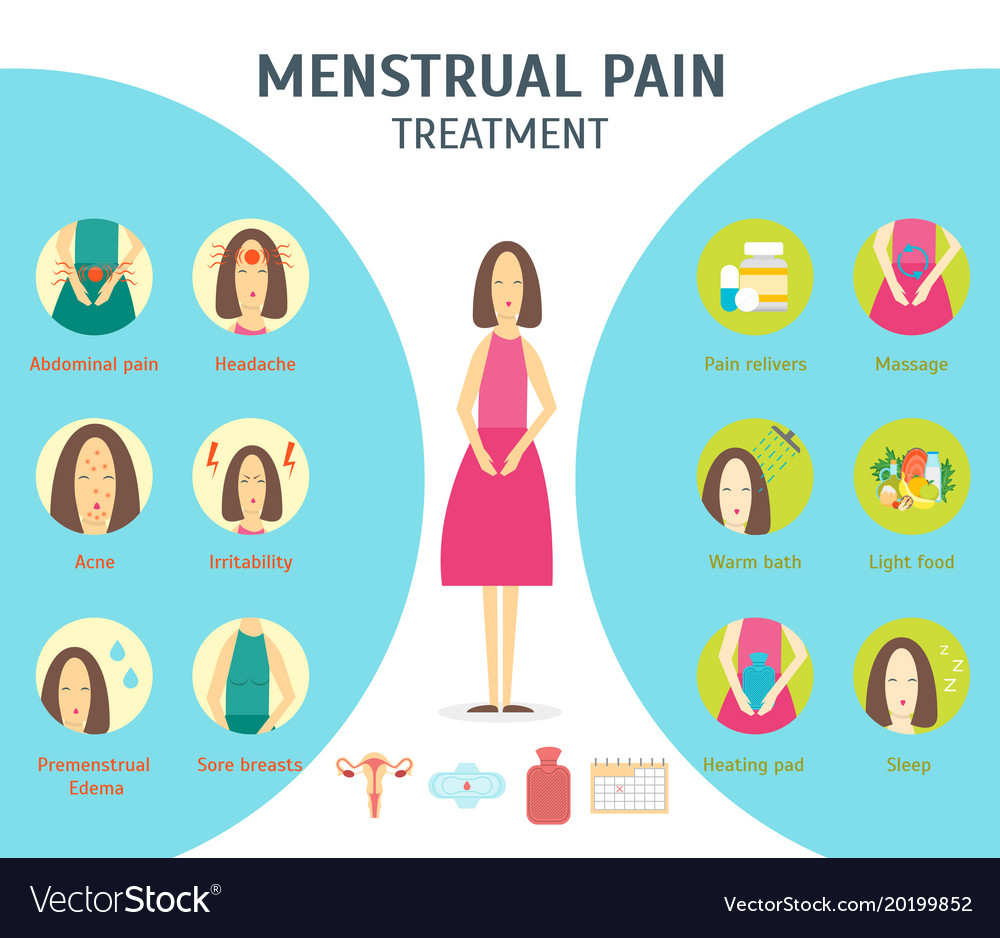 MENSTRUAL PAIN
TREATMENT
Abdominal pain
Headache
Acne
Irritability
Premenstrual
Edema
Sore breasts
Pain relivers
Massage
Warm bath
Light food
Heating pad
Z
Z
Z
Sleep
VectorStock®
VectorStock.com/20199852